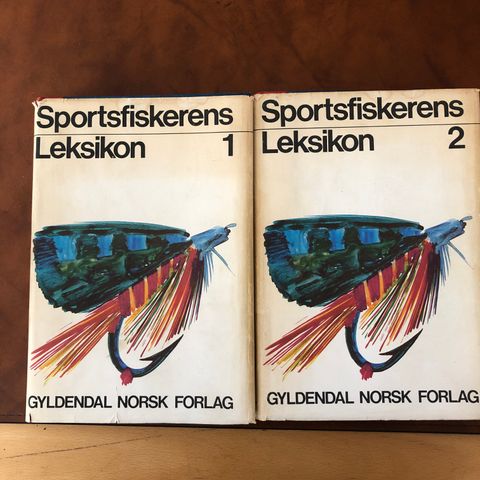 Sportsfiskerens
Leksikon 1
GYLDENDAL NORSK FORLAG
Sportsfiskerens
Leksikon 2
GYLDENDAL NORSK FORLAG